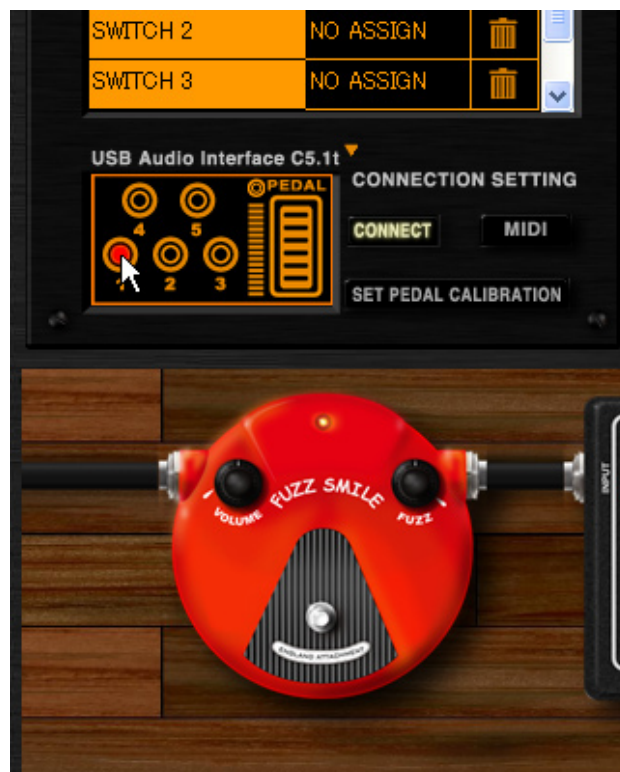 SWITCH 2 NO ASSIGN
SWITCH 3 NO ASSIGN
USB Audio Interface C5.1t
CONNECTION SETTING
PEDAL
4 5
CONNECT MIDI
1 2 3
SET PEDAL CALIBRATION
FUZZ SMILE
VOLUME FUZZ
INPUT
ENGLAND ATTACHMENT